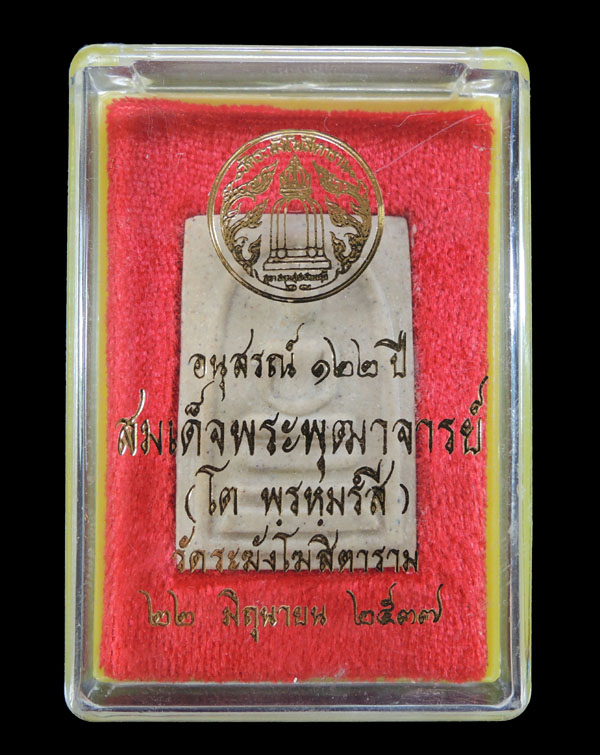 อนุสรณ์ ๑๒๒ ปี
สมเด็จพระพุฒาจารย์
(โต พฺรหฺมรํสี)
วัดระฆังโฆสิตาราม
๒๒ มิถุนายน ๒๕๓๗